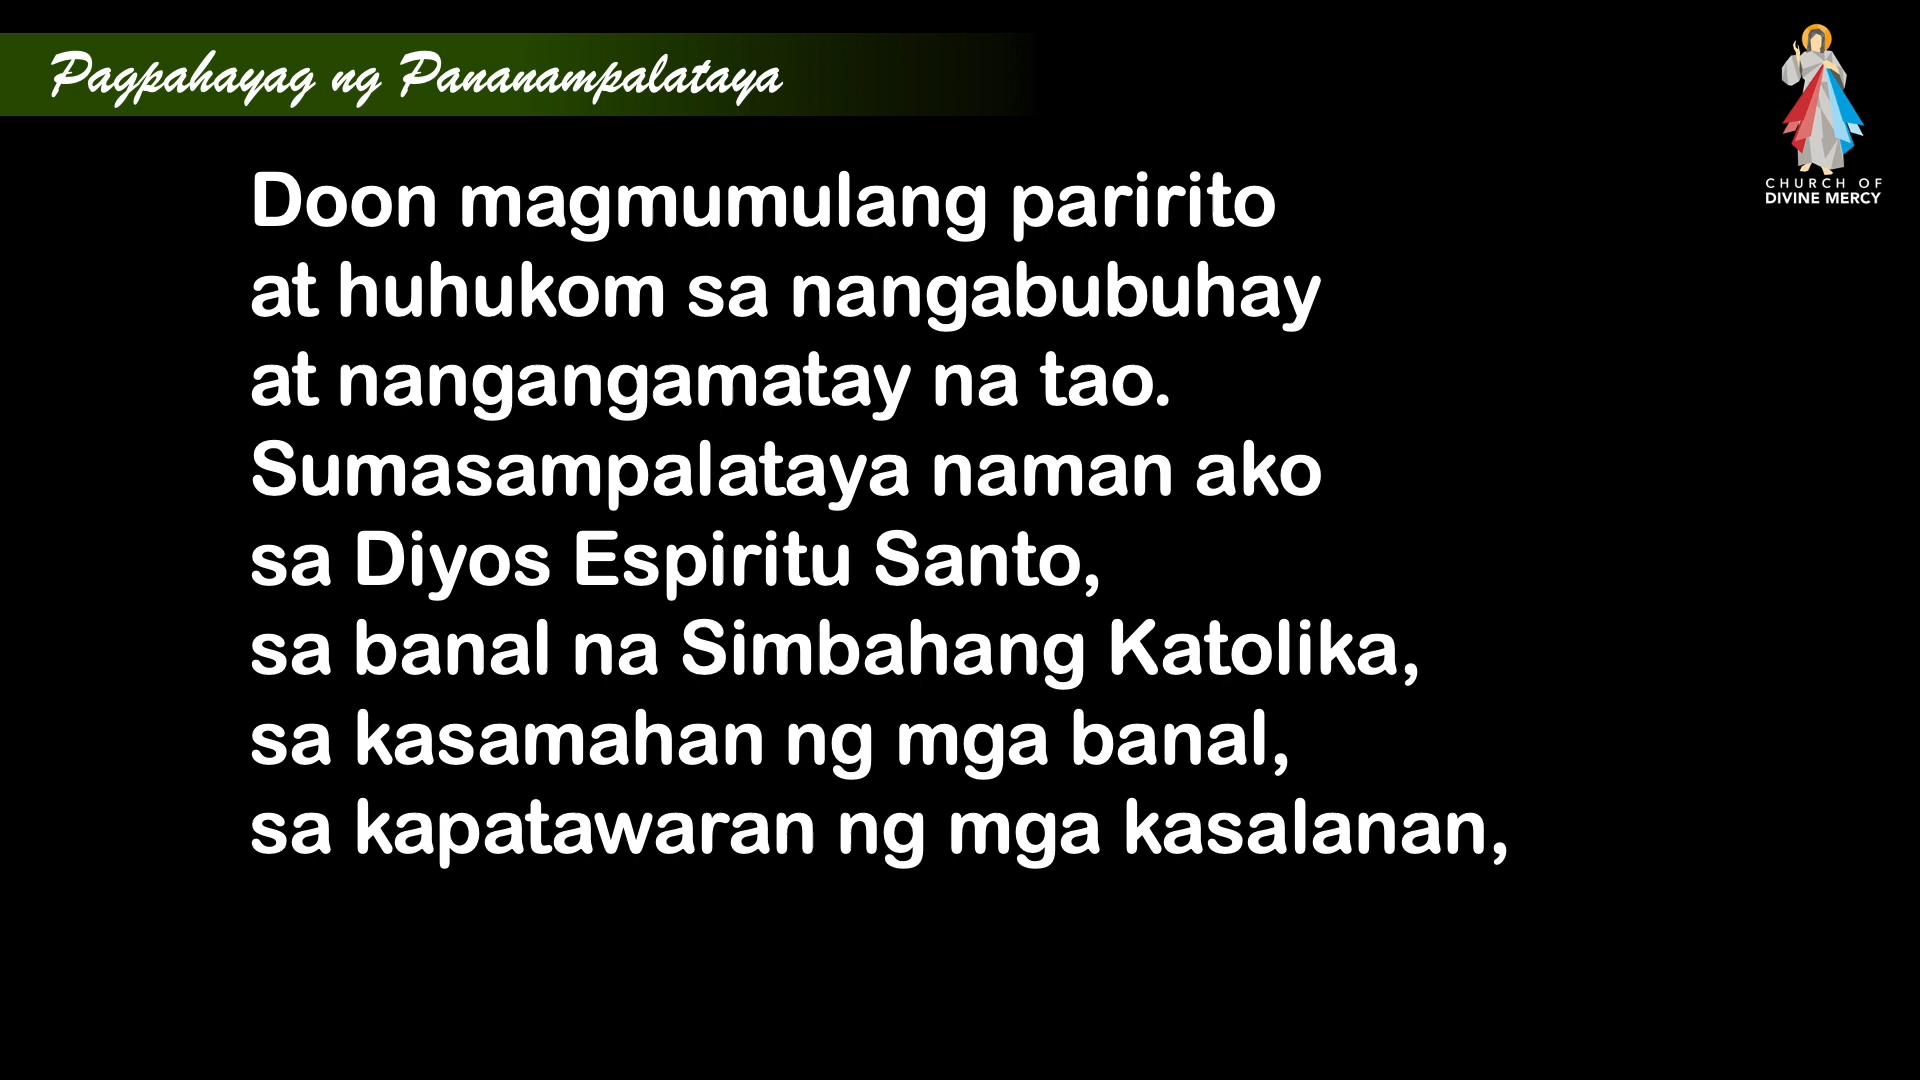 Pagpahayag ng Pananampalataya
CHURCH OF
DIVINE MERCY
Doon magmumulang paririto
at huhukom sa nangabubuhay
at nangangamatay na tao.
Sumasampalataya naman ako
sa Diyos Espiritu Santo,
sa banal na Simbahang Katolika,
sa kasamahan ng mga banal,
sa kapatawaran ng mga kasalanan,